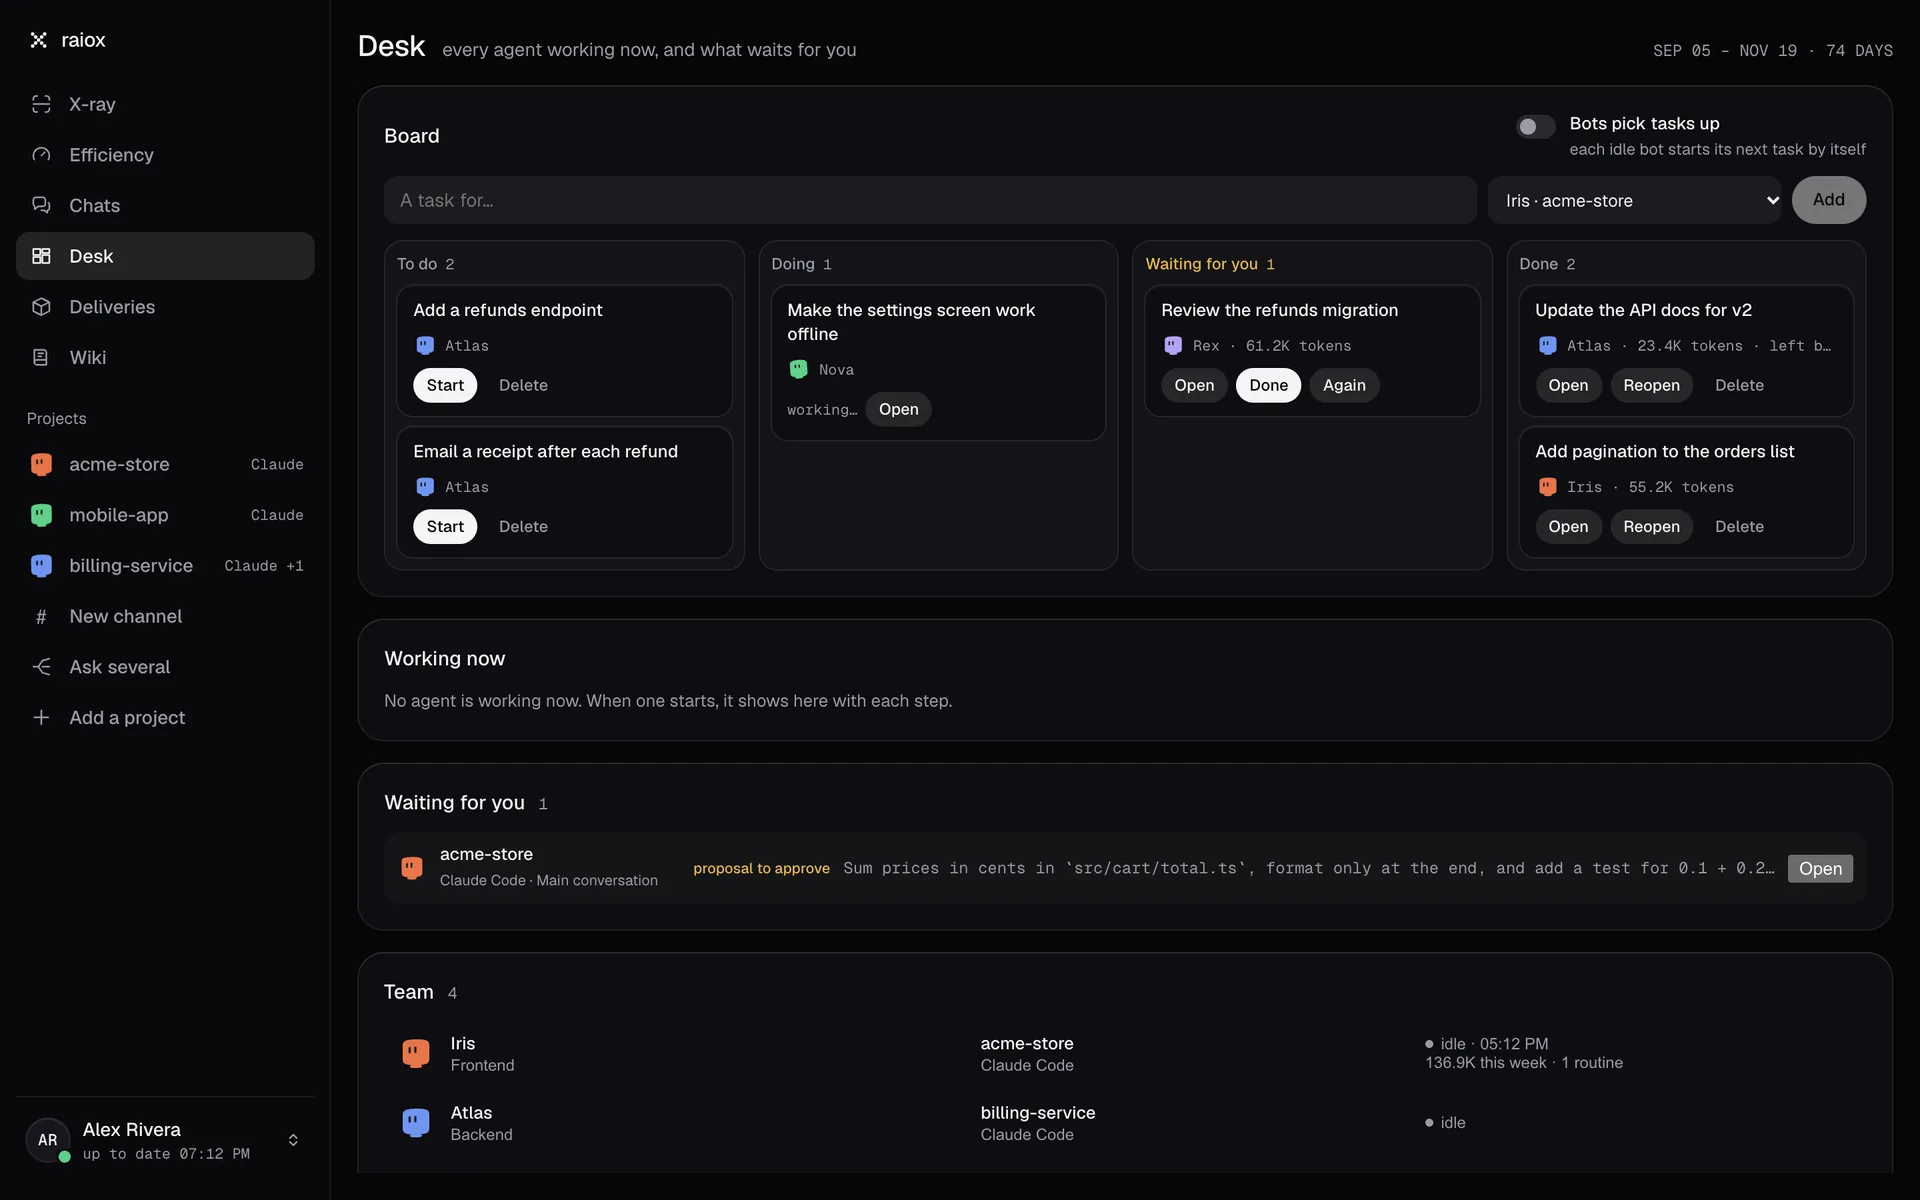 raiox
X-ray
Efficiency
Chats
Desk
Deliveries
Wiki
Projects
acme-store Claude
mobile-app Claude
billing-service Claude +1
# New channel
Ask several
Add a project
AR
Alex Rivera
up to date 07:12 PM
Desk every agent working now, and what waits for you
SEP 05 – NOV 19 · 74 DAYS
Board
Bots pick tasks up
each idle bot starts its next task by itself
A task for…
Iris · acme-store
Add
To do 2
Add a refunds endpoint
Atlas
Start Delete
Email a receipt after each refund
Atlas
Start Delete
Doing 1
Make the settings screen work
offline
Nova
working… Open
Waiting for you 1
Review the refunds migration
Rex · 61.2K tokens
Open Done Again
Done 2
Update the API docs for v2
Atlas · 23.4K tokens · left b…
Open Reopen Delete
Add pagination to the orders list
Iris · 55.2K tokens
Open Reopen Delete
Working now
No agent is working now. When one starts, it shows here with each step.
Waiting for you 1
acme-store
Claude Code · Main conversation
proposal to approve Sum prices in cents in `src/cart/total.ts`, format only at the end, and add a test for 0.1 + 0.2… Open
Team 4
Iris
Frontend
acme-store
Claude Code
idle · 05:12 PM
136.9K this week · 1 routine
Atlas
Backend
billing-service
Claude Code
idle